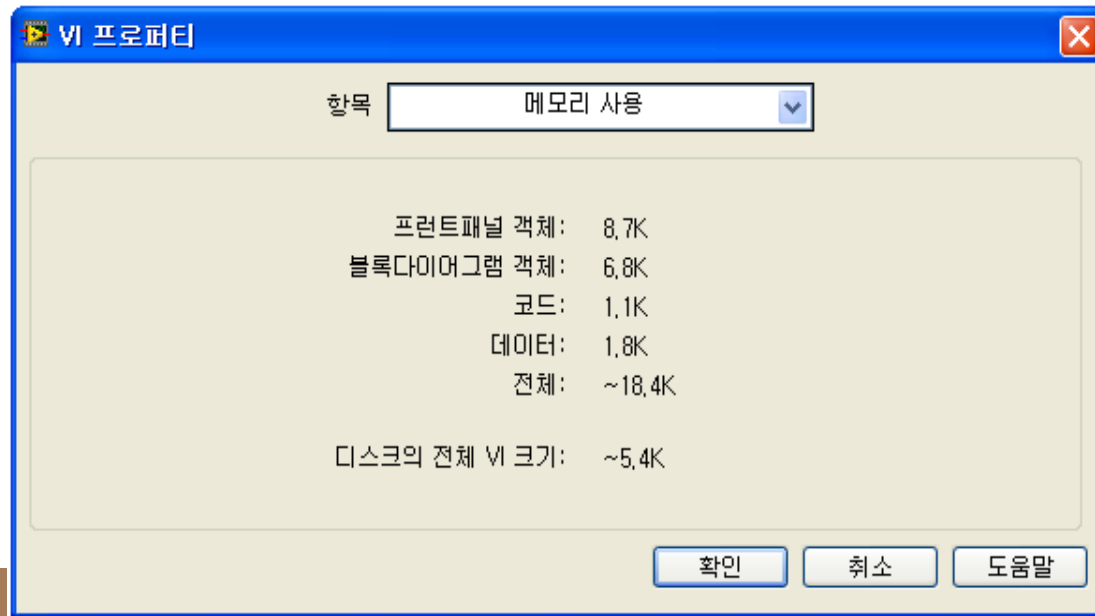 VI 프로퍼티
항목 메모리 사용
프런트패널 객체: 8,7K
블록다이어그램 객체: 6,8K
코드: 1,1K
데이터: 1,8K
전체: ~18,4K
디스크의 전체 VI 크기: ~5,4K
확인 취소 도움말